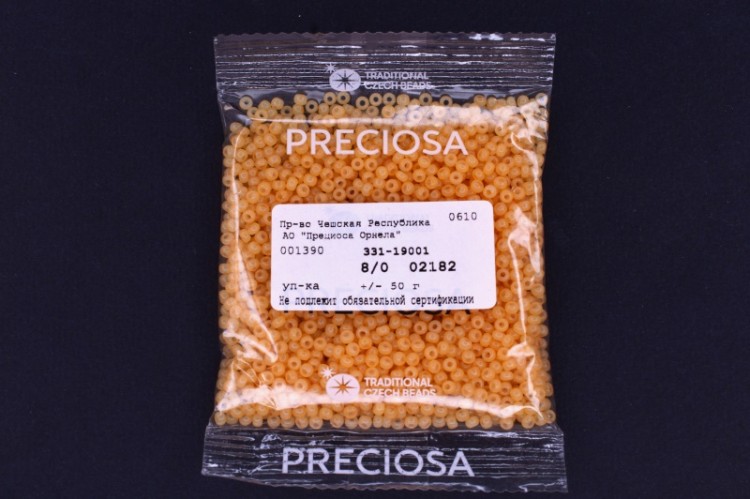 TRADITIONAL
CZECH BEADS
PRECIOSA
Пр-во Чешская Республика 0610
АО "Прециоса Орнела"
001390 331-19001
8/0 02182
уп-ка +/- 50 г
Не подлежит обязательной сертификации
TRADITIONAL
CZECH BEADS
PRECIOSA